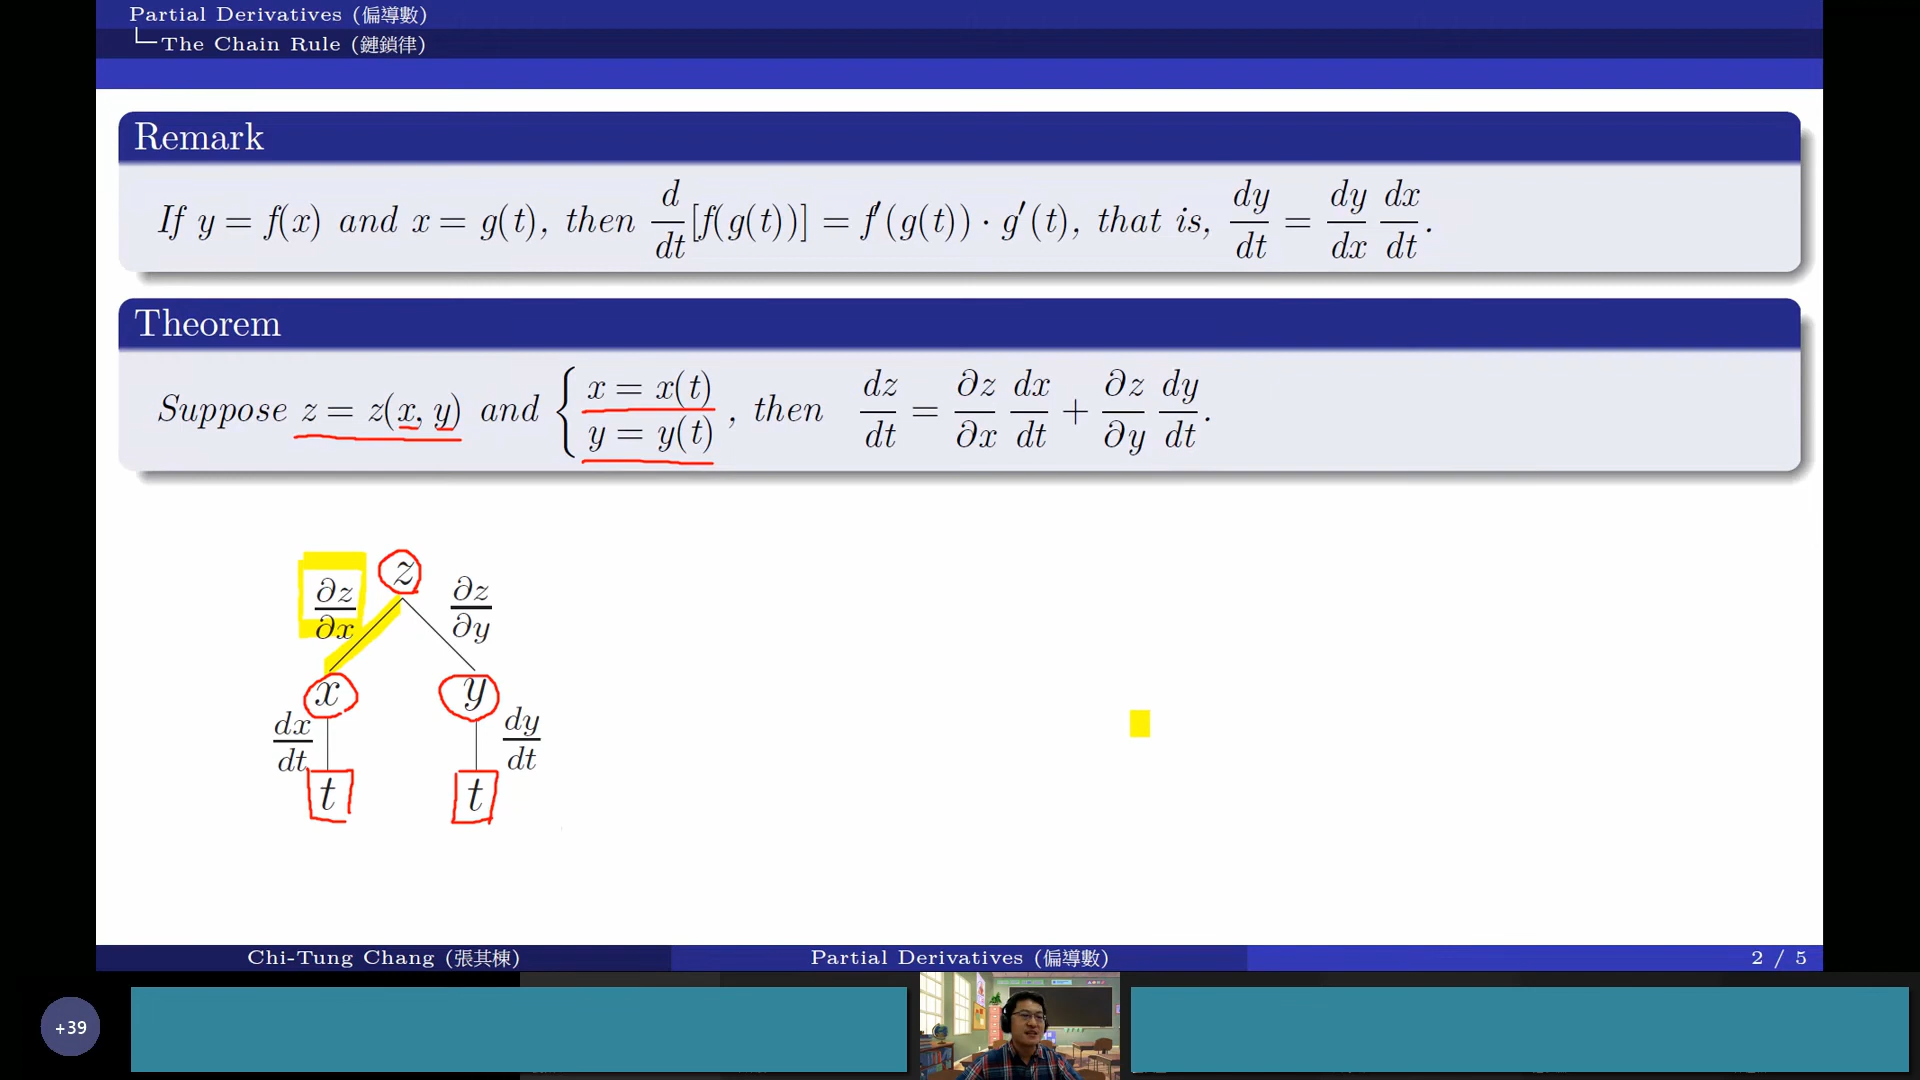 Partial Derivatives (偏導數)
The Chain Rule (鏈鎖律)
Remark
If y = f(x) and x = g(t), then d/dt [f(g(t))] = f′(g(t)) · g′(t), that is, dy/dt = dy/dx dx/dt.
Theorem
Suppose z = z(x, y) and { x = x(t) y = y(t) , then dz/dt = ∂z/∂x dx/dt + ∂z/∂y dy/dt.
z
∂z/∂x ∂z/∂y
x y
dx/dt dy/dt
t t
Chi-Tung Chang (張其棟) Partial Derivatives (偏導數) 2 / 5
+39